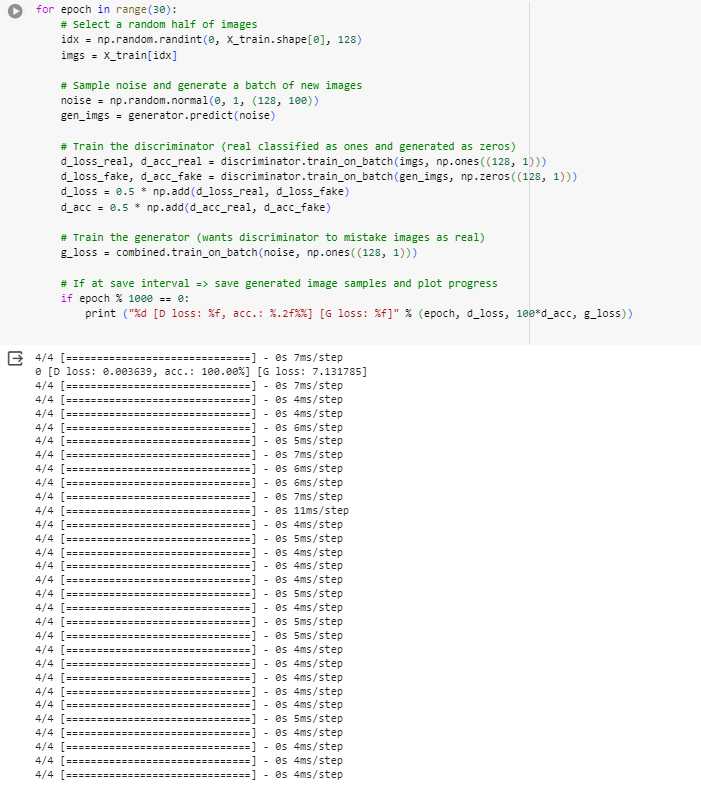 for epoch in range(30):
    # Select a random half of images
    idx = np.random.randint(0, X_train.shape[0], 128)
    imgs = X_train[idx]

    # Sample noise and generate a batch of new images
    noise = np.random.normal(0, 1, (128, 100))
    gen_imgs = generator.predict(noise)

    # Train the discriminator (real classified as ones and generated as zeros)
    d_loss_real, d_acc_real = discriminator.train_on_batch(imgs, np.ones((128, 1)))
    d_loss_fake, d_acc_fake = discriminator.train_on_batch(gen_imgs, np.zeros((128, 1)))
    d_loss = 0.5 * np.add(d_loss_real, d_loss_fake)
    d_acc = 0.5 * np.add(d_acc_real, d_acc_fake)

    # Train the generator (wants discriminator to mistake images as real)
    g_loss = combined.train_on_batch(noise, np.ones((128, 1)))

    # If at save interval => save generated image samples and plot progress
    if epoch % 1000 == 0:
        print ("%d [D loss: %f, acc.: %.2f%%] [G loss: %f]" % (epoch, d_loss, 100*d_acc, g_loss))

4/4 [==============================] - 0s 7ms/step
0 [D loss: 0.003639, acc.: 100.00%] [G loss: 7.131785]
4/4 [==============================] - 0s 7ms/step
4/4 [==============================] - 0s 4ms/step
4/4 [==============================] - 0s 4ms/step
4/4 [==============================] - 0s 6ms/step
4/4 [==============================] - 0s 5ms/step
4/4 [==============================] - 0s 7ms/step
4/4 [==============================] - 0s 6ms/step
4/4 [==============================] - 0s 6ms/step
4/4 [==============================] - 0s 7ms/step
4/4 [==============================] - 0s 11ms/step
4/4 [==============================] - 0s 4ms/step
4/4 [==============================] - 0s 5ms/step
4/4 [==============================] - 0s 4ms/step
4/4 [==============================] - 0s 4ms/step
4/4 [==============================] - 0s 4ms/step
4/4 [==============================] - 0s 5ms/step
4/4 [==============================] - 0s 4ms/step
4/4 [==============================] - 0s 5ms/step
4/4 [==============================] - 0s 5ms/step
4/4 [==============================] - 0s 4ms/step
4/4 [==============================] - 0s 4ms/step
4/4 [==============================] - 0s 4ms/step
4/4 [==============================] - 0s 4ms/step
4/4 [==============================] - 0s 4ms/step
4/4 [==============================] - 0s 5ms/step
4/4 [==============================] - 0s 4ms/step
4/4 [==============================] - 0s 4ms/step
4/4 [==============================] - 0s 4ms/step
4/4 [==============================] - 0s 4ms/step